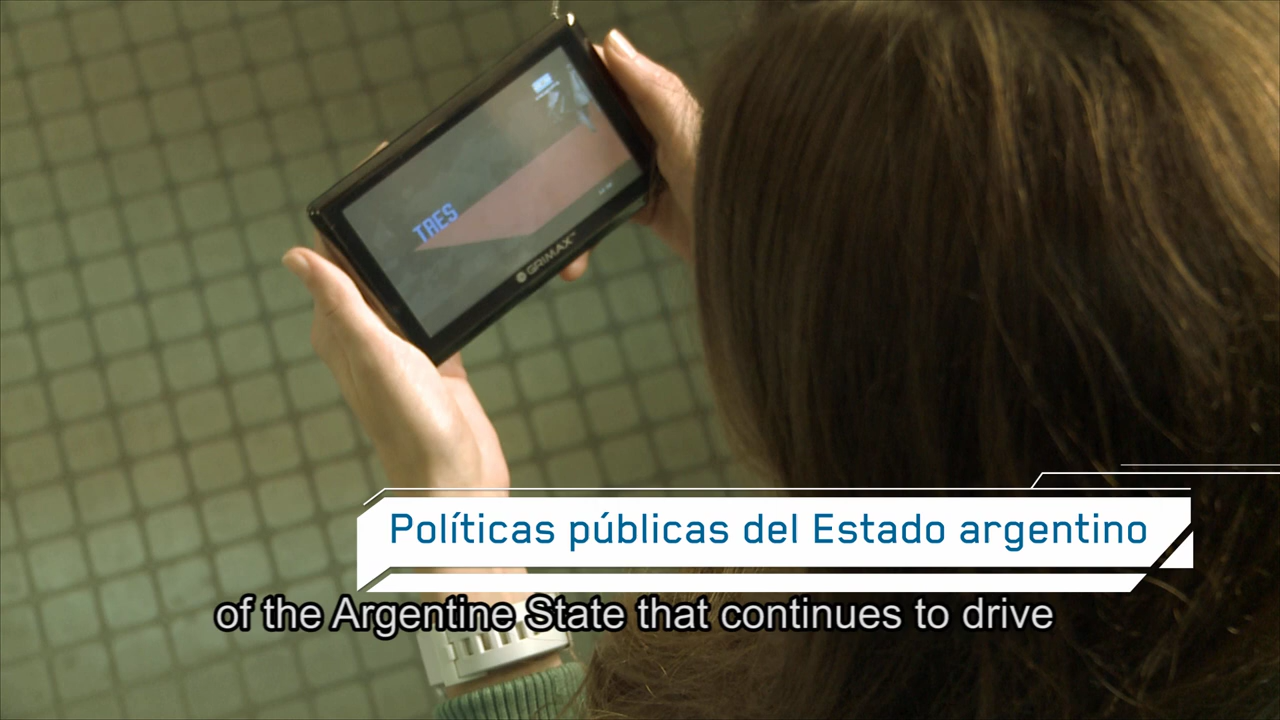 TRES
GRIMAX
Políticas públicas del Estado argentino
of the Argentine State that continues to drive